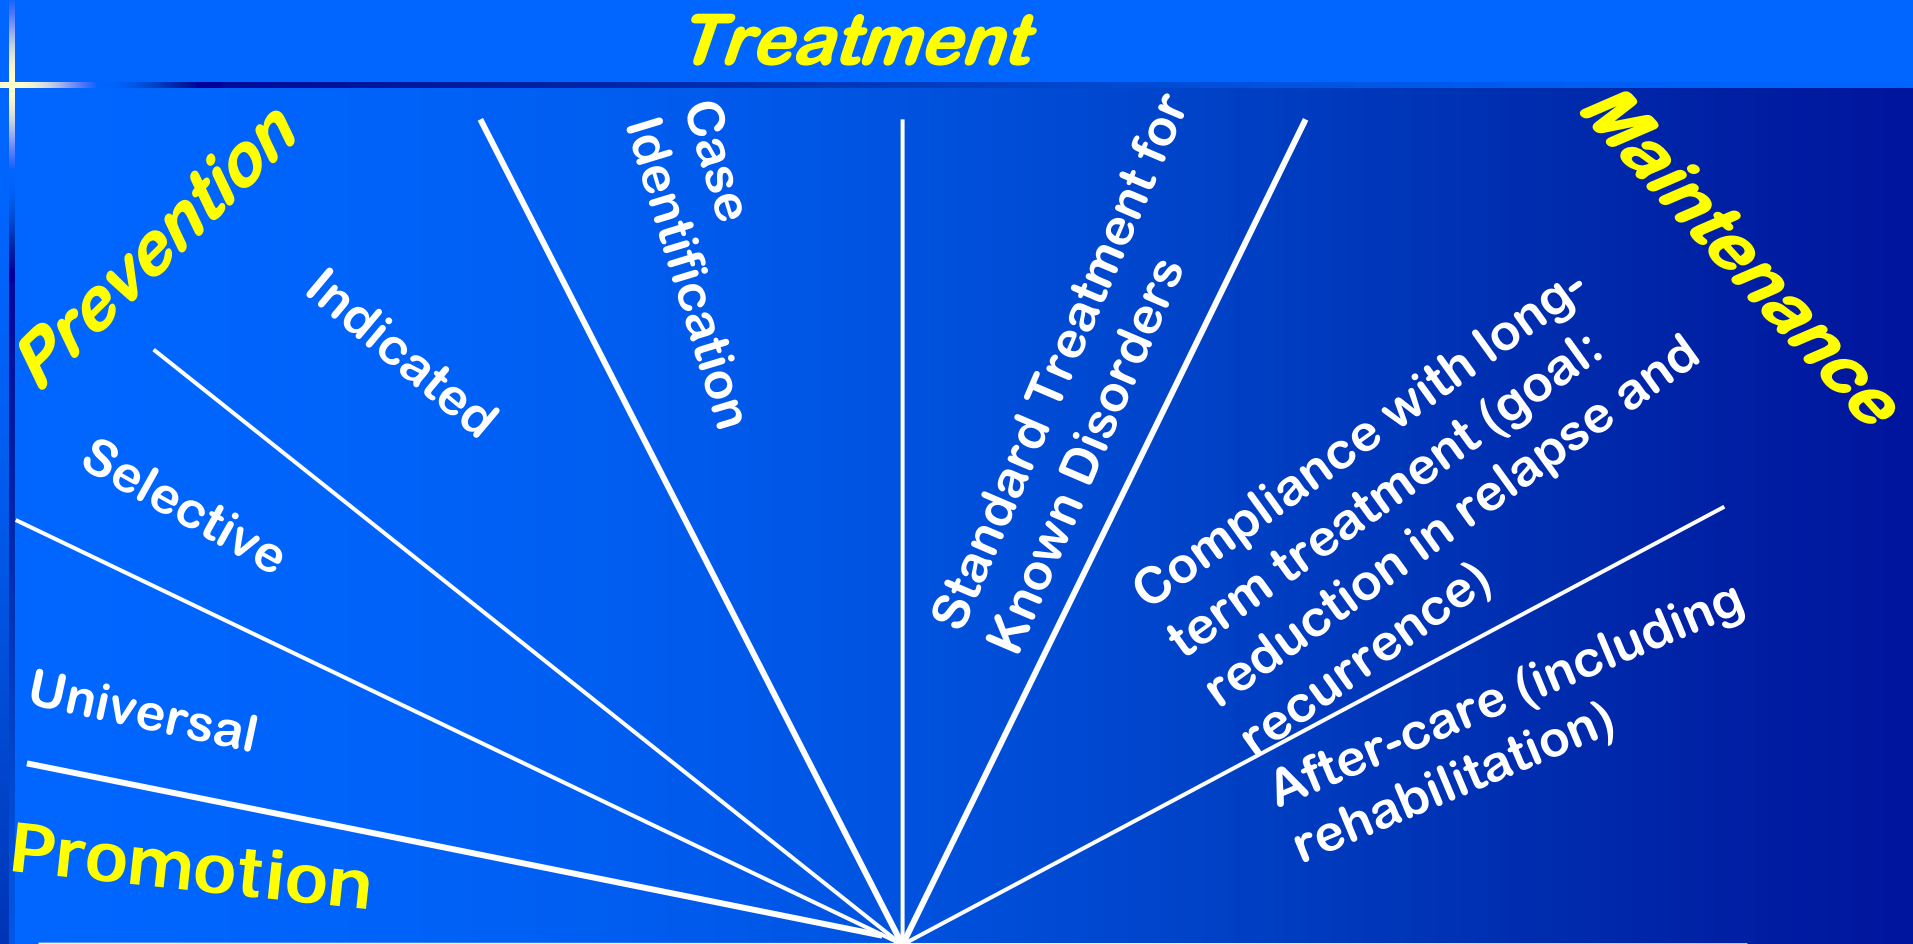 Treatment
Prevention
Maintenance
Case
Identification
Indicated
Selective
Universal
Promotion
Standard Treatment for
Known Disorders
Compliance with long-
term treatment (goal:
reduction in relapse and
recurrence)
After-care (including
rehabilitation)